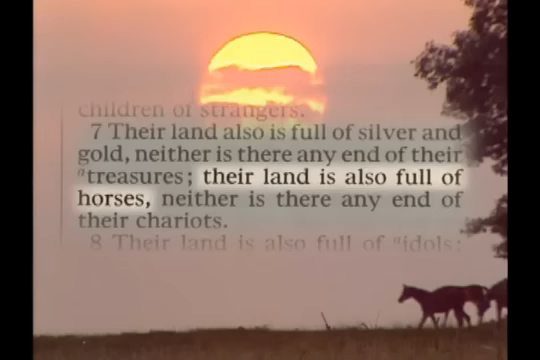 children of strangers.
7 Their land also is full of silver and
gold, neither is there any end of their
a treasures; their land is also full of
horses, neither is there any end of
their chariots.
8 Their land is also full of a idols: